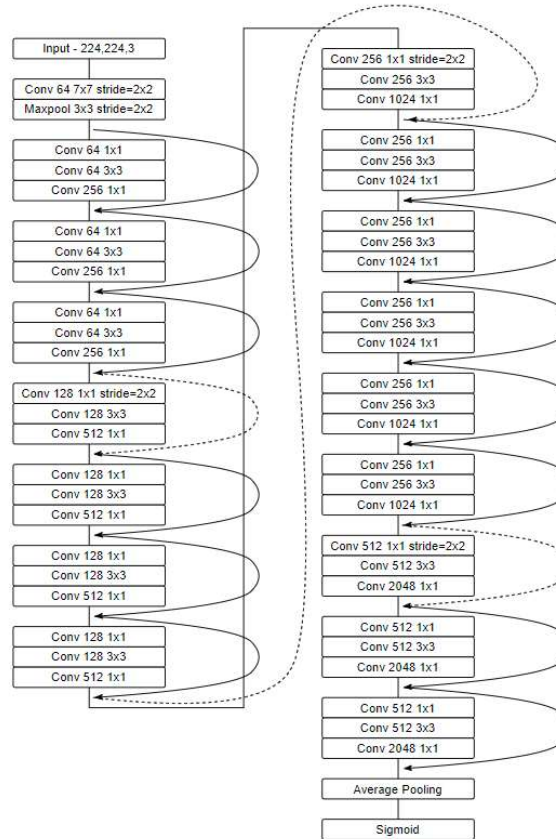 Input - 224,224,3
Conv 64 7x7 stride=2x2
Maxpool 3x3 stride=2x2
Conv 64 1x1
Conv 64 3x3
Conv 256 1x1
Conv 64 1x1
Conv 64 3x3
Conv 256 1x1
Conv 64 1x1
Conv 64 3x3
Conv 256 1x1
Conv 128 1x1 stride=2x2
Conv 128 3x3
Conv 512 1x1
Conv 128 1x1
Conv 128 3x3
Conv 512 1x1
Conv 128 1x1
Conv 128 3x3
Conv 512 1x1
Conv 128 1x1
Conv 128 3x3
Conv 512 1x1
Conv 256 1x1 stride=2x2
Conv 256 3x3
Conv 1024 1x1
Conv 256 1x1
Conv 256 3x3
Conv 1024 1x1
Conv 256 1x1
Conv 256 3x3
Conv 1024 1x1
Conv 256 1x1
Conv 256 3x3
Conv 1024 1x1
Conv 256 1x1
Conv 256 3x3
Conv 1024 1x1
Conv 256 1x1
Conv 256 3x3
Conv 1024 1x1
Conv 512 1x1 stride=2x2
Conv 512 3x3
Conv 2048 1x1
Conv 512 1x1
Conv 512 3x3
Conv 2048 1x1
Conv 512 1x1
Conv 512 3x3
Conv 2048 1x1
Average Pooling
Sigmoid